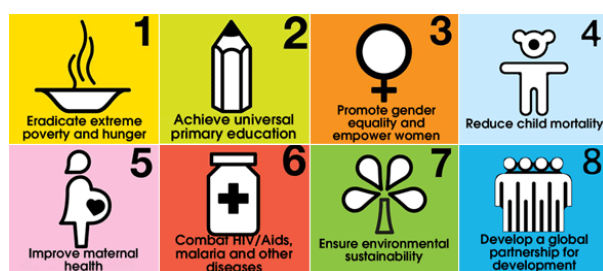 1
Eradicate extreme
poverty and hunger
2
Achieve universal
primary education
3
Promote gender
equality and
empower women
4
Reduce child mortality
5
Improve maternal
health
6
Combat HIV/Aids,
malaria and other
diseases
7
Ensure environmental
sustainability
8
Develop a global
partnership for
development